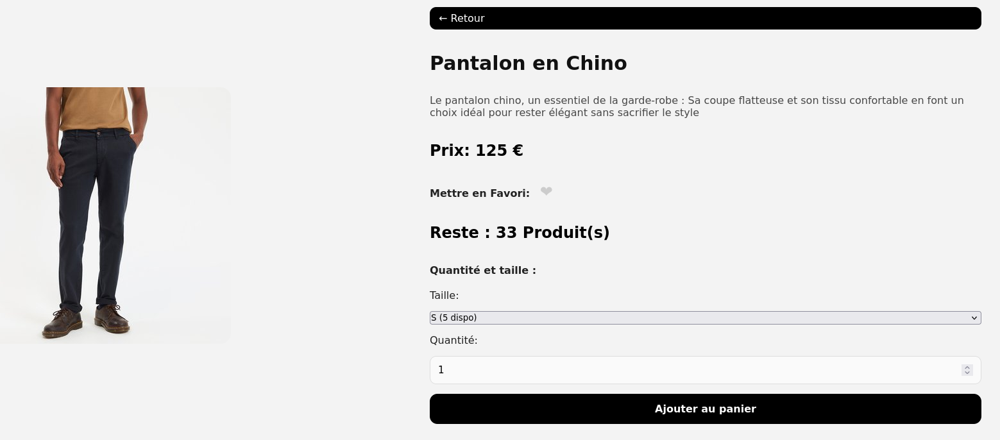 ← Retour
Pantalon en Chino
Le pantalon chino, un essentiel de la garde-robe : Sa coupe flatteuse et son tissu confortable en font un
choix idéal pour rester élégant sans sacrifier le style
Prix: 125 €
Mettre en Favori: ❤
Reste : 33 Produit(s)
Quantité et taille :
Taille:
S (5 dispo)
Quantité:
1
Ajouter au panier